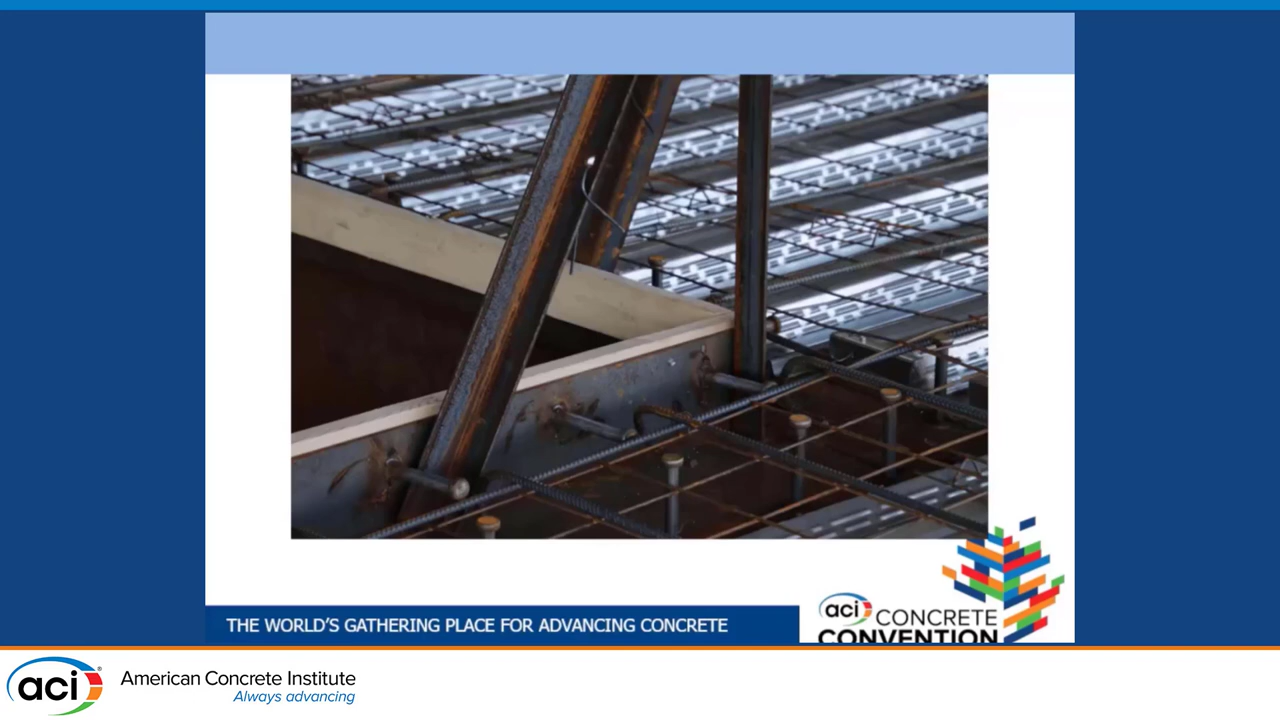 THE WORLD'S GATHERING PLACE FOR ADVANCING CONCRETE
aci CONCRETE
CONVENTION
aci® American Concrete Institute
Always advancing